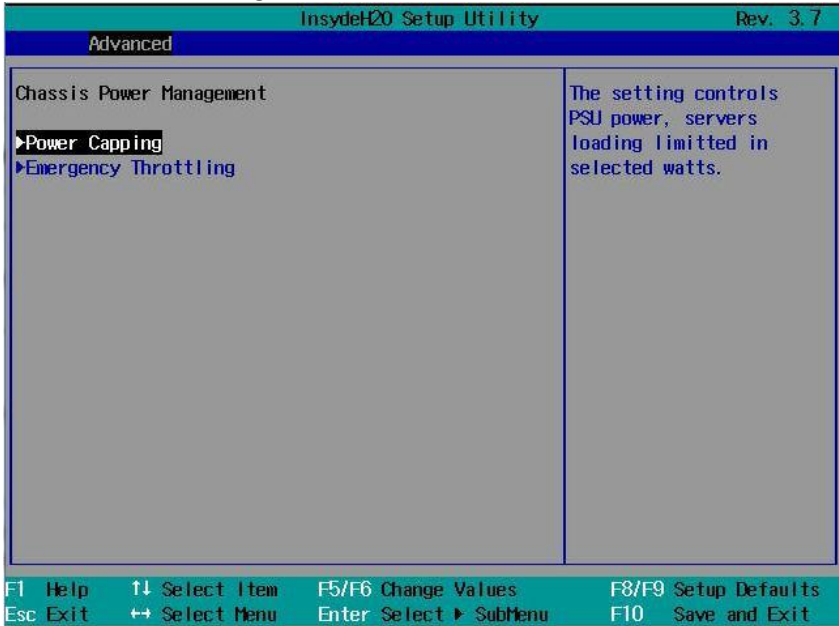 InsydeH20 Setup Utility Rev. 3.7
Advanced
Chassis Power Management
▶Power Capping
▶Emergency Throttling
The setting controls
PSU power, servers
loading limitted in
selected watts.
F1 Help ↑↓ Select Item F5/F6 Change Values F8/F9 Setup Defaults
Esc Exit ↔ Select Menu Enter Select ▶ SubMenu F10 Save and Exit